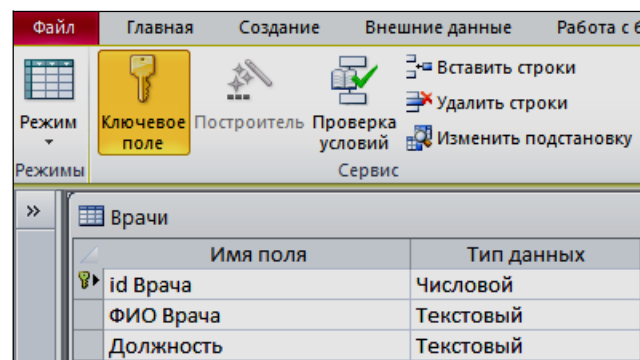 Файл Главная Создание Внешние данные Работа с б
Режим
Ключевое поле
Построитель
Проверка условий
Вставить строки
Удалить строки
Изменить подстановку
Режимы Сервис
» Врачи
Имя поля Тип данных
id Врача Числовой
ФИО Врача Текстовый
Должность Текстовый